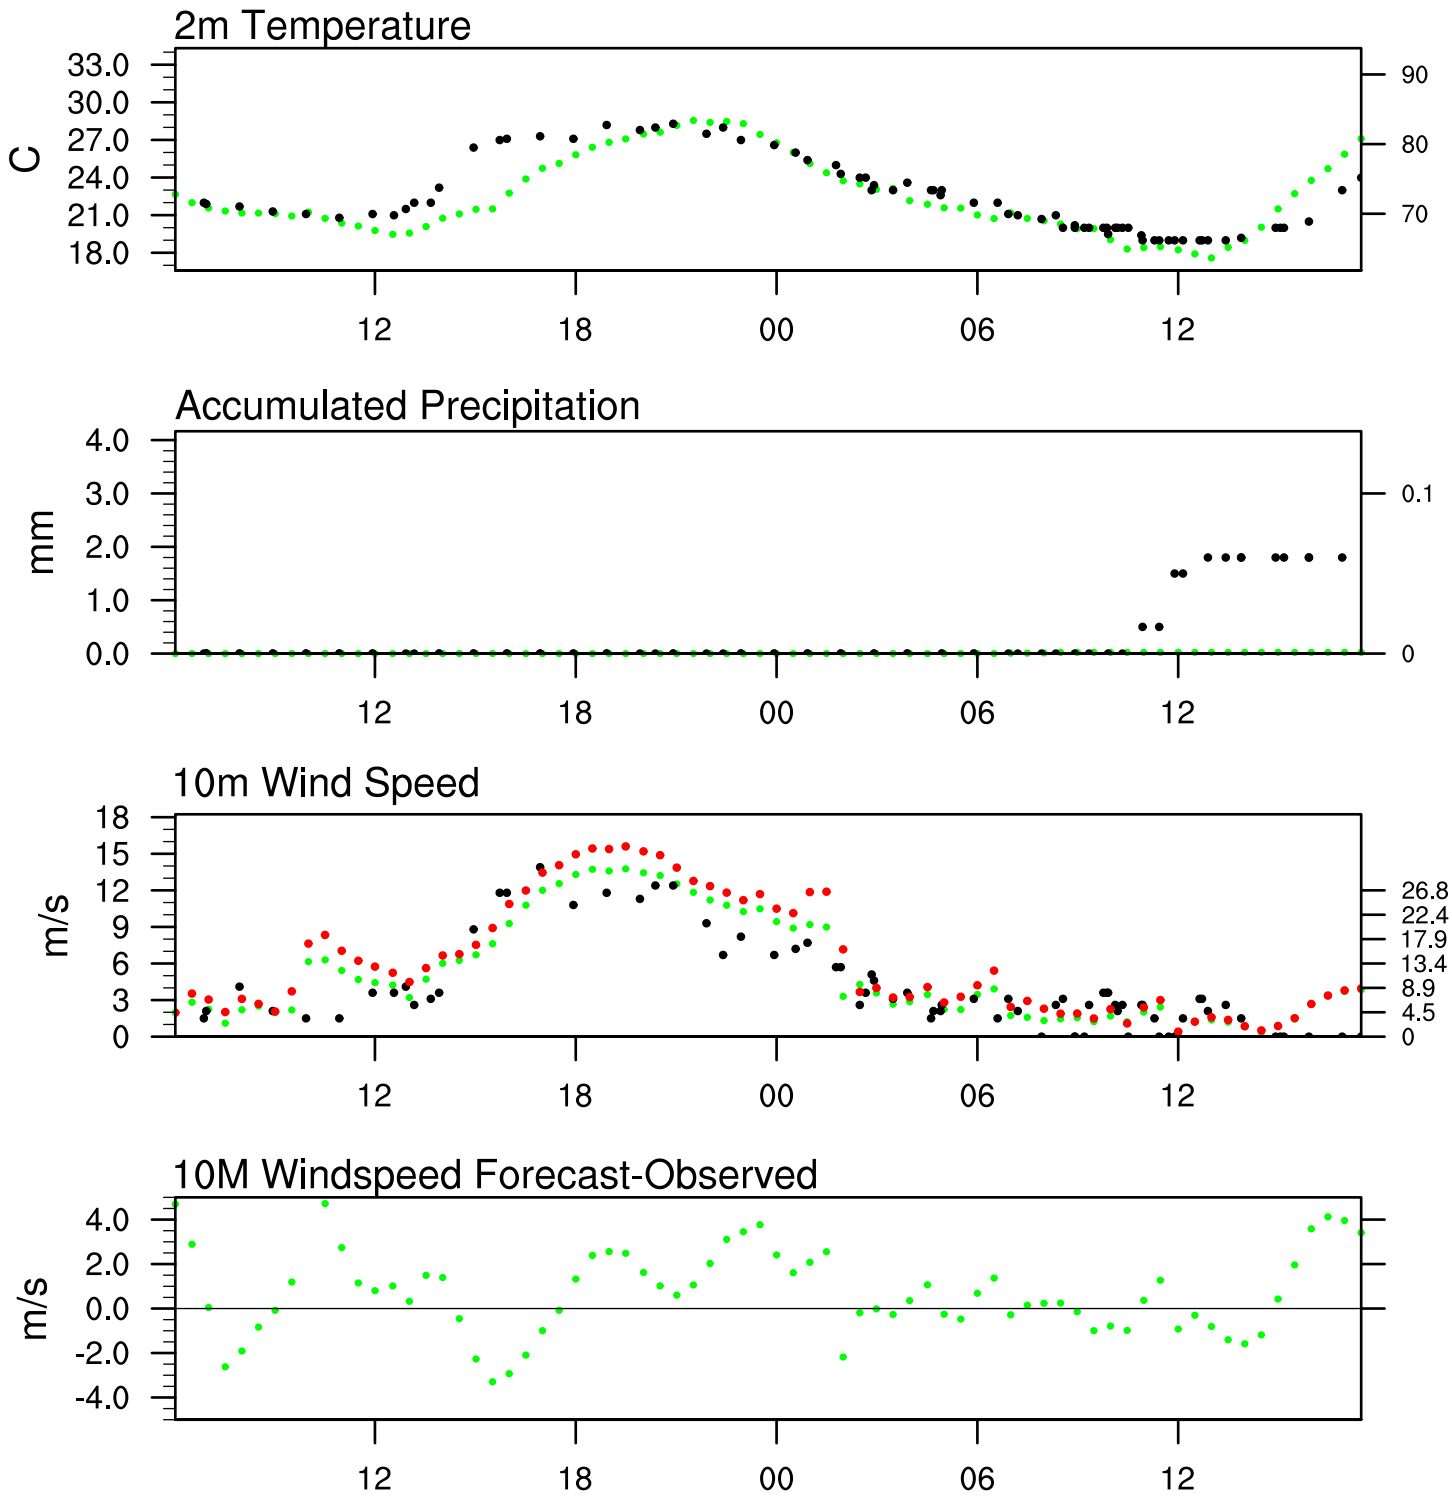 2m Temperature
33.0
30.0
27.0
24.0
21.0
18.0
C
90
80
70
12 18 00 06 12
Accumulated Precipitation
4.0
3.0
2.0
1.0
0.0
mm
0.1
0
12 18 00 06 12
10m Wind Speed
18
15
12
9
6
3
0
m/s
26.8
22.4
17.9
13.4
8.9
4.5
0
12 18 00 06 12
10M Windspeed Forecast-Observed
4.0
2.0
0.0
-2.0
-4.0
m/s
12 18 00 06 12